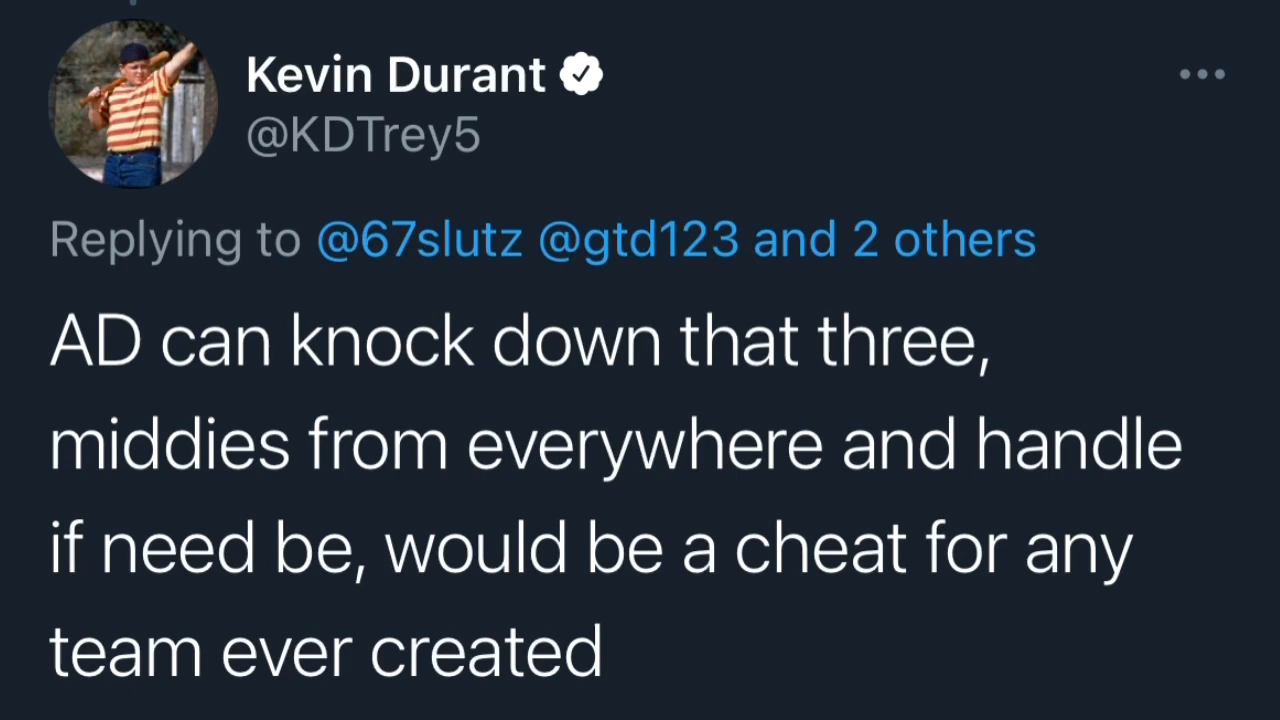 Kevin Durant
@KDTrey5
Replying to @67slutz @gtd123 and 2 others
AD can knock down that three,
middies from everywhere and handle
if need be, would be a cheat for any
team ever created